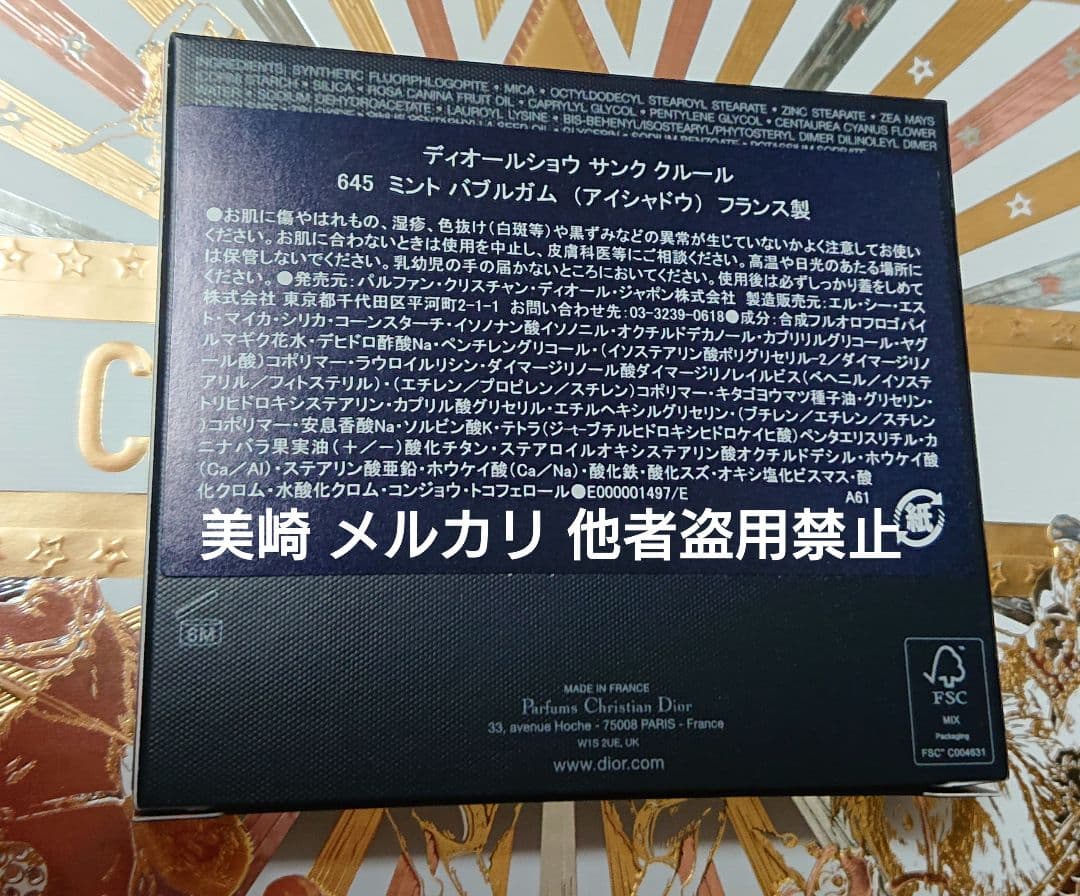 INGREDIENTS: SYNTHETIC FLUORPHLOGOPITE • MICA • OCTYLDODECYL STEAROYL STEARATE • ZINC STEARATE • ZEA MAYS
(CORN) STARCH • SILICA • ROSA CANINA FRUIT OIL • CAPRYLYL GLYCOL • PENTYLENE GLYCOL • CENTAUREA CYANUS FLOWER
WATER • SODIUM DEHYDROACETATE • LAUROYL LYSINE • BIS-BEHENYL/ISOSTEARYL/PHYTOSTERYL DIMER DILINOLEYL DIMER
ディオールショウ サンク クルール
645 ミント バブルガム (アイシャドウ) フランス製
●お肌に傷やはれもの、湿疹、色抜け(白斑等)や黒ずみなどの異常が生じていないかよく注意してお使い
ください。お肌に合わないときは使用を中止し、皮膚科医等にご相談ください。高温や日光のあたる場所に
は保管しないでください。乳幼児の手の届かないところにおいてください。使用後は必ずしっかり蓋をしめて
ください。●発売元:パルファン・クリスチャン・ディオール・ジャポン株式会社 製造販売元:エル・シー・エス
株式会社 東京都千代田区平河町2-1-1 お問い合わせ先:03-3239-0618●成分:合成フルオロフロゴパイ
ト・マイカ・シリカ・コーンスターチ・イソノナン酸イソノニル・オクチルドデカノール・カプリリルグリコール・ヤグ
ルマギク花水・デヒドロ酢酸Na・ペンチレングリコール・(イソステアリン酸ポリグリセリル-2/ダイマージリノ
ール酸)コポリマー・ラウロイルリシン・ダイマージリノール酸ダイマージリノレイルビス(ベヘニル/イソステ
アリル/フィトステリル)・(エチレン/プロピレン/スチレン)コポリマー・キタゴヨウマツ種子油・グリセリン・
トリヒドロキシステアリン・カプリル酸グリセリル・エチルヘキシルグリセリン・(ブチレン/エチレン/スチレン
)コポリマー・安息香酸Na・ソルビン酸K・テトラ(ジ-t-ブチルヒドロキシヒドロケイヒ酸)ペンタエリスリチル・カ
ニナバラ果実油(+/-)酸化チタン・ステアロイルオキシステアリン酸オクチルドデシル・ホウケイ酸
(Ca/Al)・ステアリン酸亜鉛・ホウケイ酸(Ca/Na)・酸化鉄・酸化スズ・オキシ塩化ビスマス・酸
化クロム・水酸化クロム・コンジョウ・トコフェロール●E000001497/E
A61
紙
美崎 メルカリ 他者盗用禁止
6M
MADE IN FRANCE
Parfums Christian Dior
33, avenue Hoche - 75008 PARIS - France
W1S 2UE, UK
www.dior.com
FSC
MIX
Packaging
FSC™ C004631
C